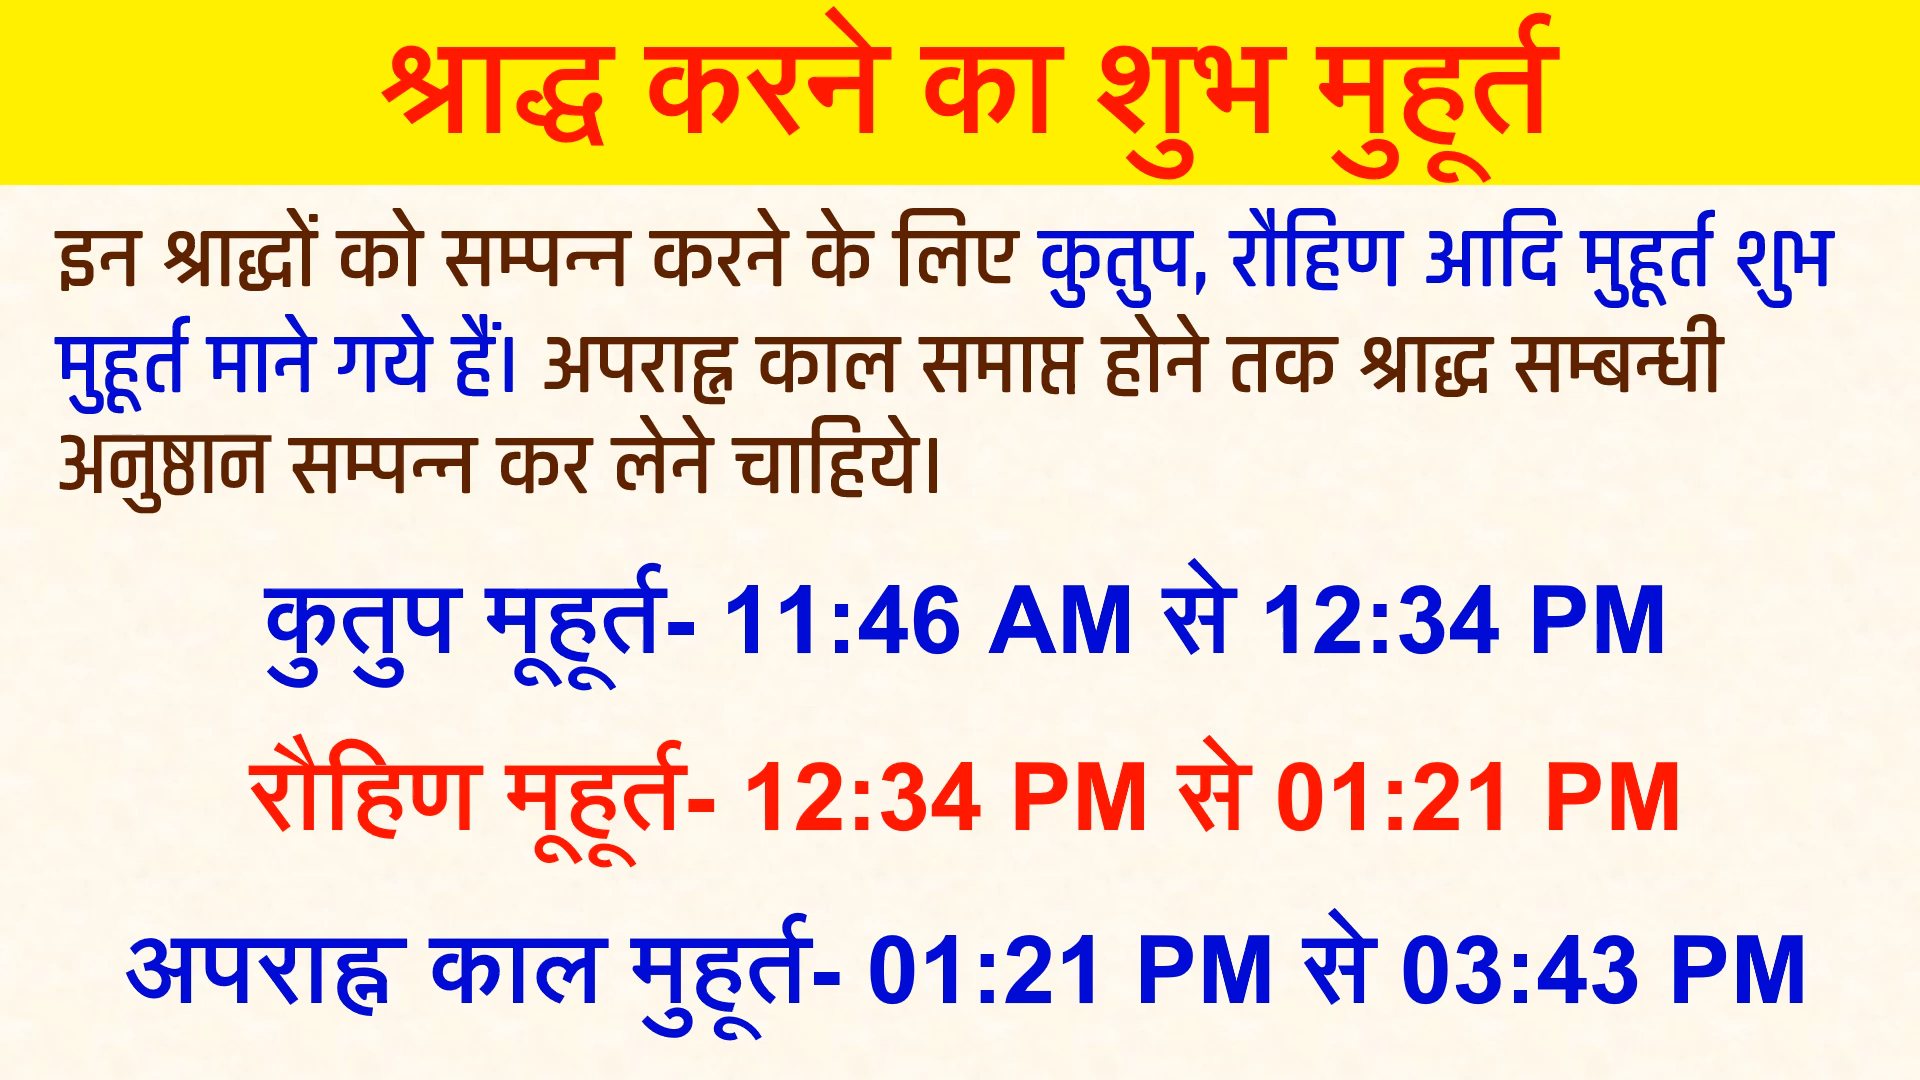 श्राद्ध करने का शुभ मुहूर्त
इन श्राद्धों को सम्पन्न करने के लिए कुतुप, रौहिण आदि मुहूर्त शुभ
मुहूर्त माने गये हैं। अपराह्न काल समाप्त होने तक श्राद्ध सम्बन्धी
अनुष्ठान सम्पन्न कर लेने चाहिये।
कुतुप मूहूर्त- 11:46 AM से 12:34 PM
रौहिण मूहूर्त- 12:34 PM से 01:21 PM
अपराह्न काल मुहूर्त- 01:21 PM से 03:43 PM